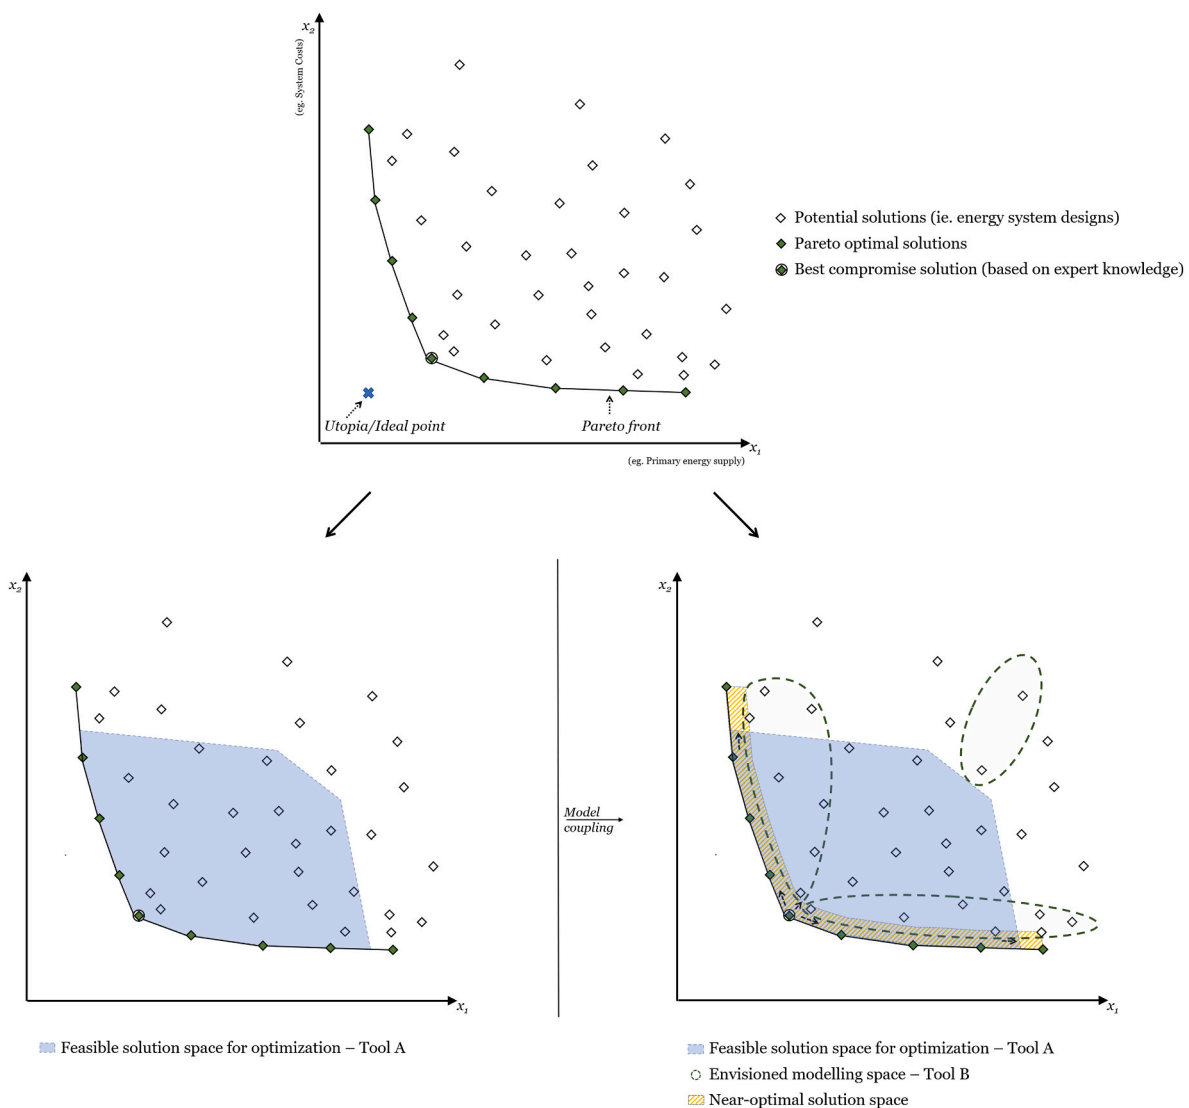 x₂
(eg. System Costs)
Potential solutions (ie. energy system designs)
Pareto optimal solutions
Best compromise solution (based on expert knowledge)
Utopia/Ideal point
Pareto front
x₁
(eg. Primary energy supply)
x₂
x₁
Feasible solution space for optimization – Tool A
Model
coupling
x₂
x₁
Feasible solution space for optimization – Tool A
Envisioned modelling space – Tool B
Near-optimal solution space